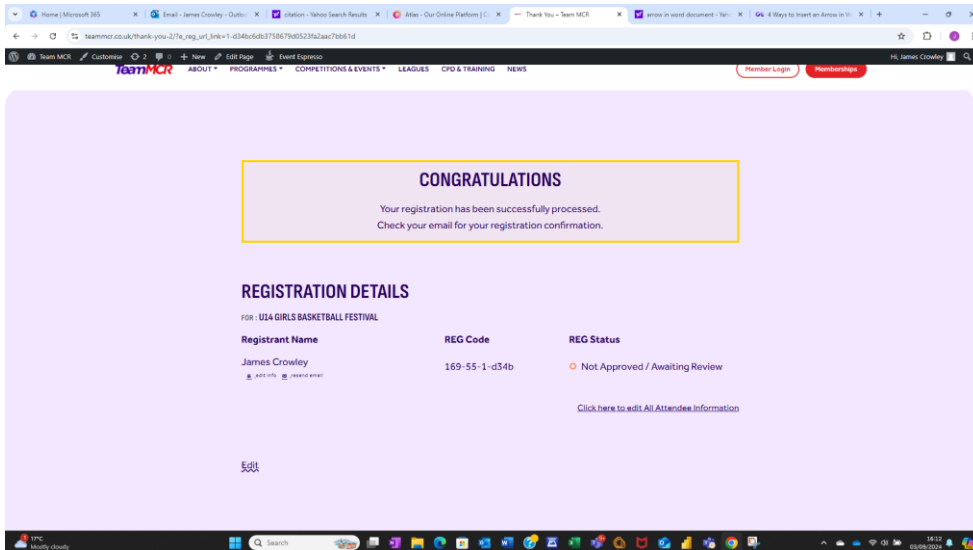 Home | Microsoft 365
Email - James Crowley - Outloo
citation - Yahoo Search Results
Atlas - Our Online Platform | C
Thank You – Team MCR
arrow in word document - Yah
4 Ways to Insert an Arrow in W
teammcr.co.uk/thank-you-2/?e_reg_url_link=1-d34bc6db3758679d0523fa2aac7bb61d
Team MCR Customise 2 0 New Edit Page Event Espresso Hi, James Crowley
TeamMCR ABOUT PROGRAMMES COMPETITIONS & EVENTS LEAGUES CPD & TRAINING NEWS Member Login Memberships
CONGRATULATIONS
Your registration has been successfully processed.
Check your email for your registration confirmation.
REGISTRATION DETAILS
FOR : U14 GIRLS BASKETBALL FESTIVAL
Registrant Name REG Code REG Status
James Crowley 169-55-1-d34b Not Approved / Awaiting Review
edit info resend email
Click here to edit All Attendee Information
Edit
17°C
Mostly cloudy
Search
16:12
03/09/2024